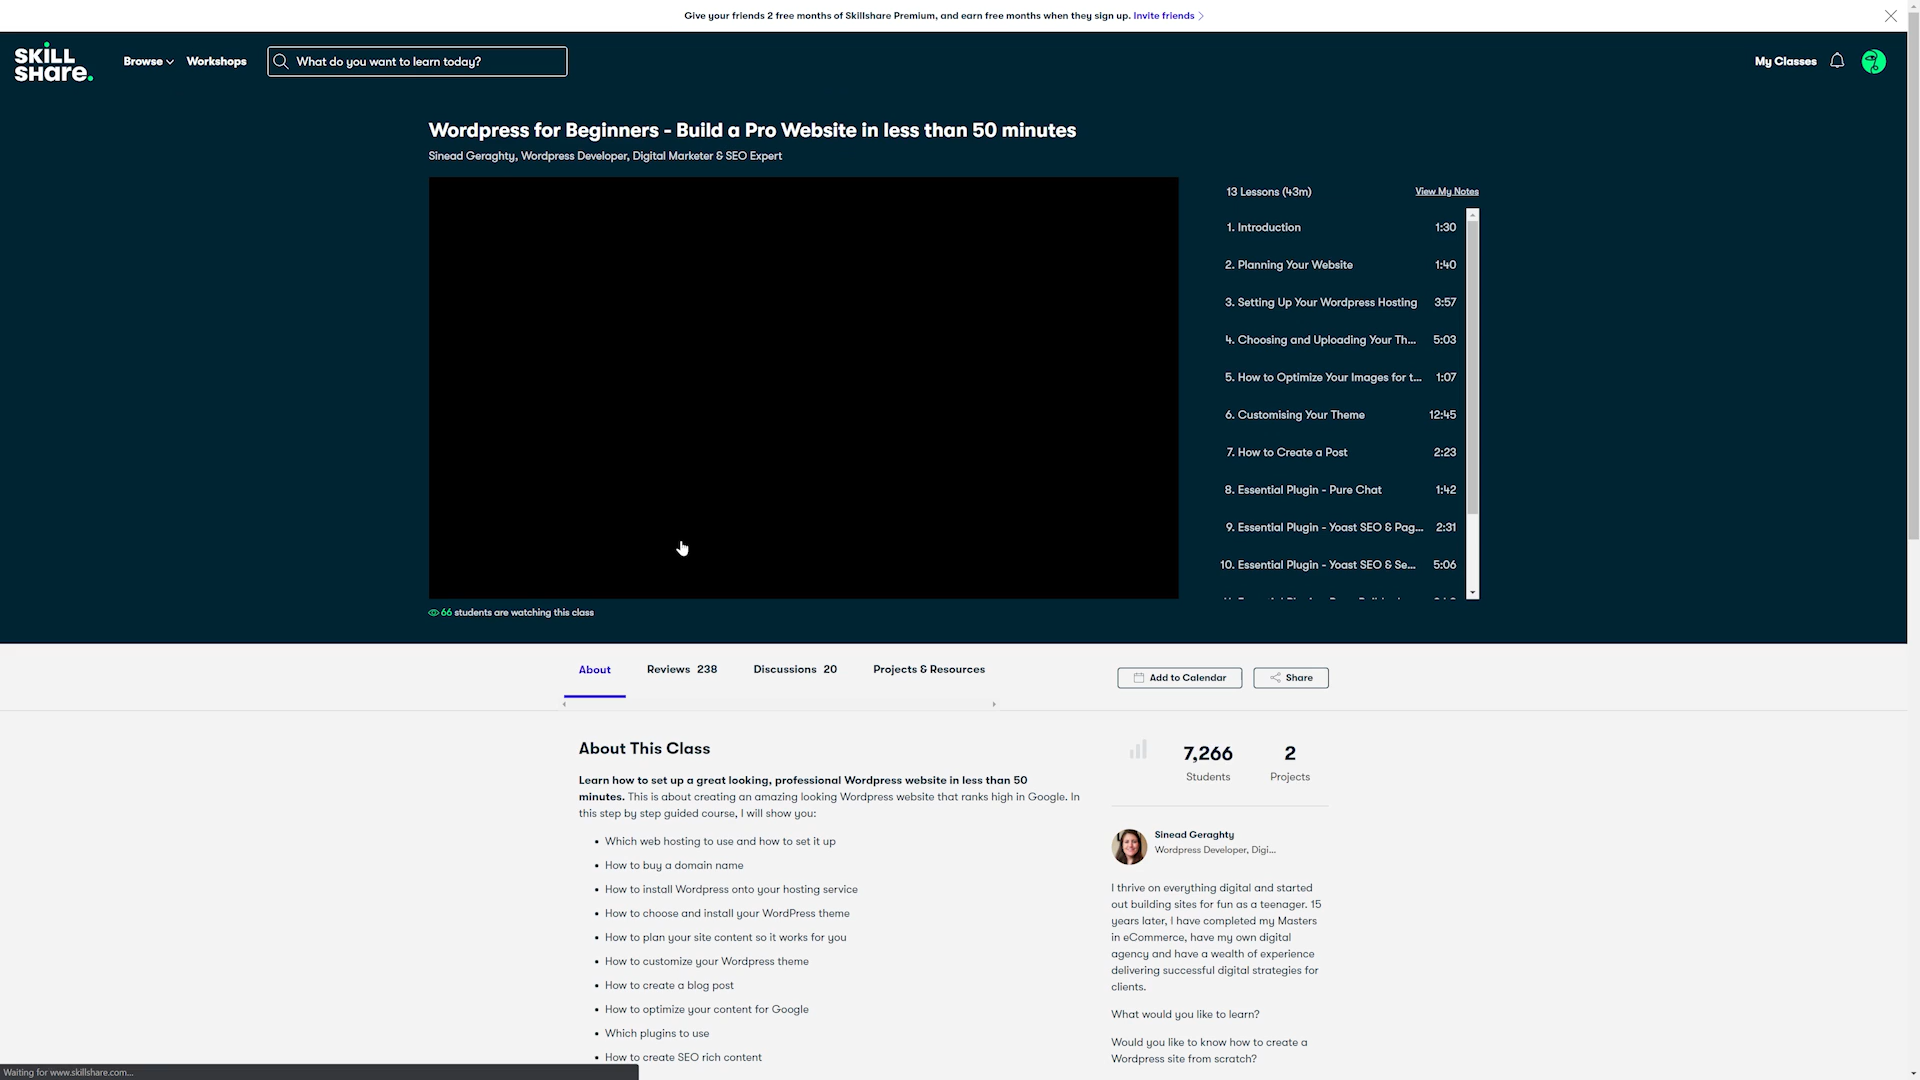 Give your friends 2 free months of Skillshare Premium, and earn free months when they sign up. Invite friends
SKILL
SHare.
Browse
Workshops
What do you want to learn today?
My Classes
Wordpress for Beginners - Build a Pro Website in less than 50 minutes
Sinead Geraghty, Wordpress Developer, Digital Marketer & SEO Expert
13 Lessons (43m)
View My Notes
1. Introduction 1:30
2. Planning Your Website 1:40
3. Setting Up Your Wordpress Hosting 3:57
4. Choosing and Uploading Your Th... 5:03
5. How to Optimize Your Images for t... 1:07
6. Customising Your Theme 12:45
7. How to Create a Post 2:23
8. Essential Plugin - Pure Chat 1:42
9. Essential Plugin - Yoast SEO & Pag... 2:31
10. Essential Plugin - Yoast SEO & Se... 5:06
66 students are watching this class
About
Reviews 238
Discussions 20
Projects & Resources
Add to Calendar
Share
About This Class
Learn how to set up a great looking, professional Wordpress website in less than 50
minutes. This is about creating an amazing looking Wordpress website that ranks high in Google. In
this step by step guided course, I will show you:
• Which web hosting to use and how to set it up
• How to buy a domain name
• How to install Wordpress onto your hosting service
• How to choose and install your WordPress theme
• How to plan your site content so it works for you
• How to customize your Wordpress theme
• How to create a blog post
• How to optimize your content for Google
• Which plugins to use
• How to create SEO rich content
7,266
Students
2
Projects
Sinead Geraghty
Wordpress Developer, Digi...
I thrive on everything digital and started
out building sites for fun as a teenager. 15
years later, I have completed my Masters
in eCommerce, have my own digital
agency and have a wealth of experience
delivering successful digital strategies for
clients.
What would you like to learn?
Would you like to know how to create a
Wordpress site from scratch?
Waiting for www.skillshare.com...